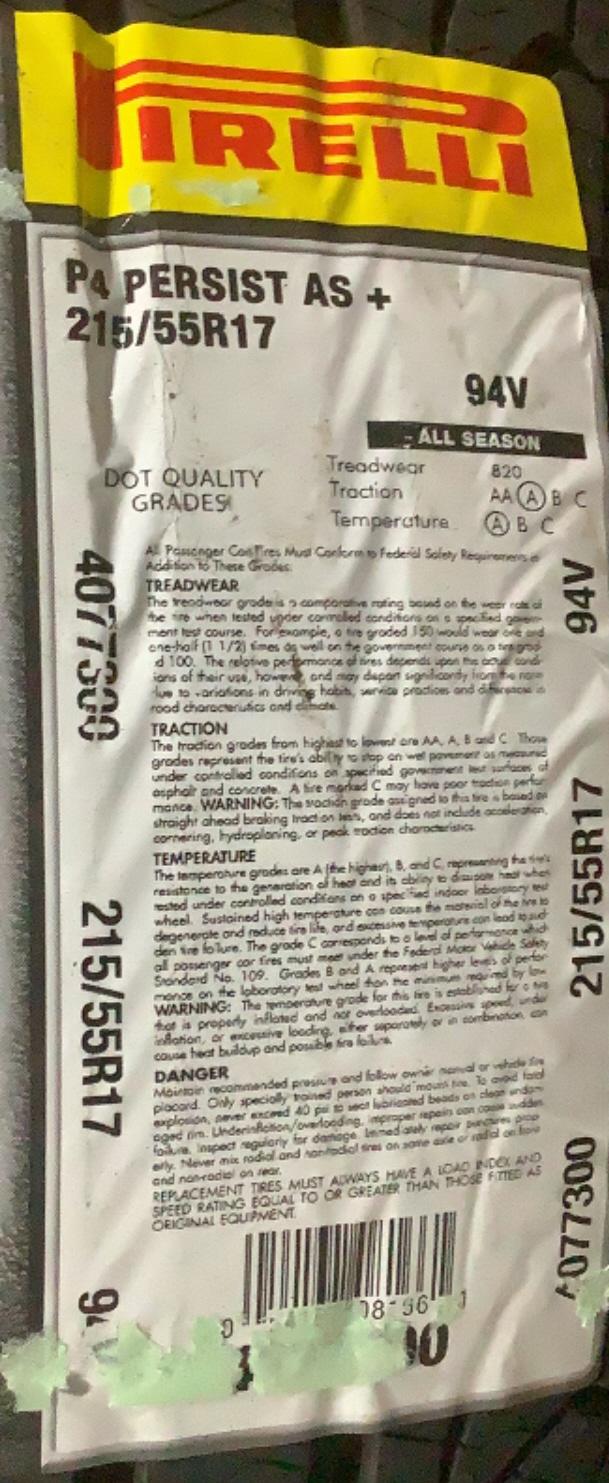 PIRELLI
P4 PERSIST AS +
215/55R17
94V
ALL SEASON
DOT QUALITY
GRADES
Treadwear 820
Traction AA A B C
Temperature A B C
All Passenger Cars Tires Must Conform to Federal Safety Requirements in
Addition to These Grades.
TREADWEAR
The treadwear grade is a comparative rating based on the wear rate of
the tire when tested under controlled conditions on a specified govern-
ment test course. For example, a tire graded 150 would wear one and
one-half (1 1/2) times as well on the government course as a tire grad-
d 100. The relative performance of tires depends upon the actual condi-
ions of their use, however, and may depart significantly from the norm
due to variations in driving habits, service practices and differences in
road characteristics and climate.
TRACTION
The traction grades from highest to lowest are AA, A, B and C. Those
grades represent the tire's ability to stop on wet pavement as measured
under controlled conditions on specified government test surfaces of
asphalt and concrete. A tire marked C may have poor traction perfor-
mance. WARNING: The traction grade assigned to this tire is based on
straight ahead braking traction tests, and does not include acceleration,
cornering, hydroplaning, or peak traction characteristics.
TEMPERATURE
The temperature grades are A (the highest), B, and C, representing the tire's
resistance to the generation of heat and its ability to dissipate heat when
tested under controlled conditions on a specified indoor laboratory test
wheel. Sustained high temperature can cause the material of the tire to
degenerate and reduce tire life, and excessive temperature can lead to sud-
den tire failure. The grade C corresponds to a level of performance which
all passenger car tires must meet under the Federal Motor Vehicle Safety
Standard No. 109. Grades B and A represent higher levels of perfor-
mance on the laboratory test wheel than the minimum required by law.
WARNING: The temperature grade for this tire is established for a tire
that is properly inflated and not overloaded. Excessive speed, under
inflation, or excessive loading, either separately or in combination, can
cause heat buildup and possible tire failure.
DANGER
Maintain recommended pressure and follow owner manual or vehicle tire
placard. Only specially trained person should mount tire. To avoid fatal
explosion, never exceed 40 psi to seat lubricated beads on clean undam-
aged rim. Underinflation/overloading, improper repairs can cause sudden
failure. Inspect regularly for damage. Immediately repair punctures prop-
erly. Never mix radial and nonradial tires on same axle or radial on front
and non-radial on rear.
REPLACEMENT TIRES MUST ALWAYS HAVE A LOAD INDEX AND
SPEED RATING EQUAL TO OR GREATER THAN THOSE FITTED AS
ORIGINAL EQUIPMENT.
4077300
215/55R17
94V
215/55R17
4077300